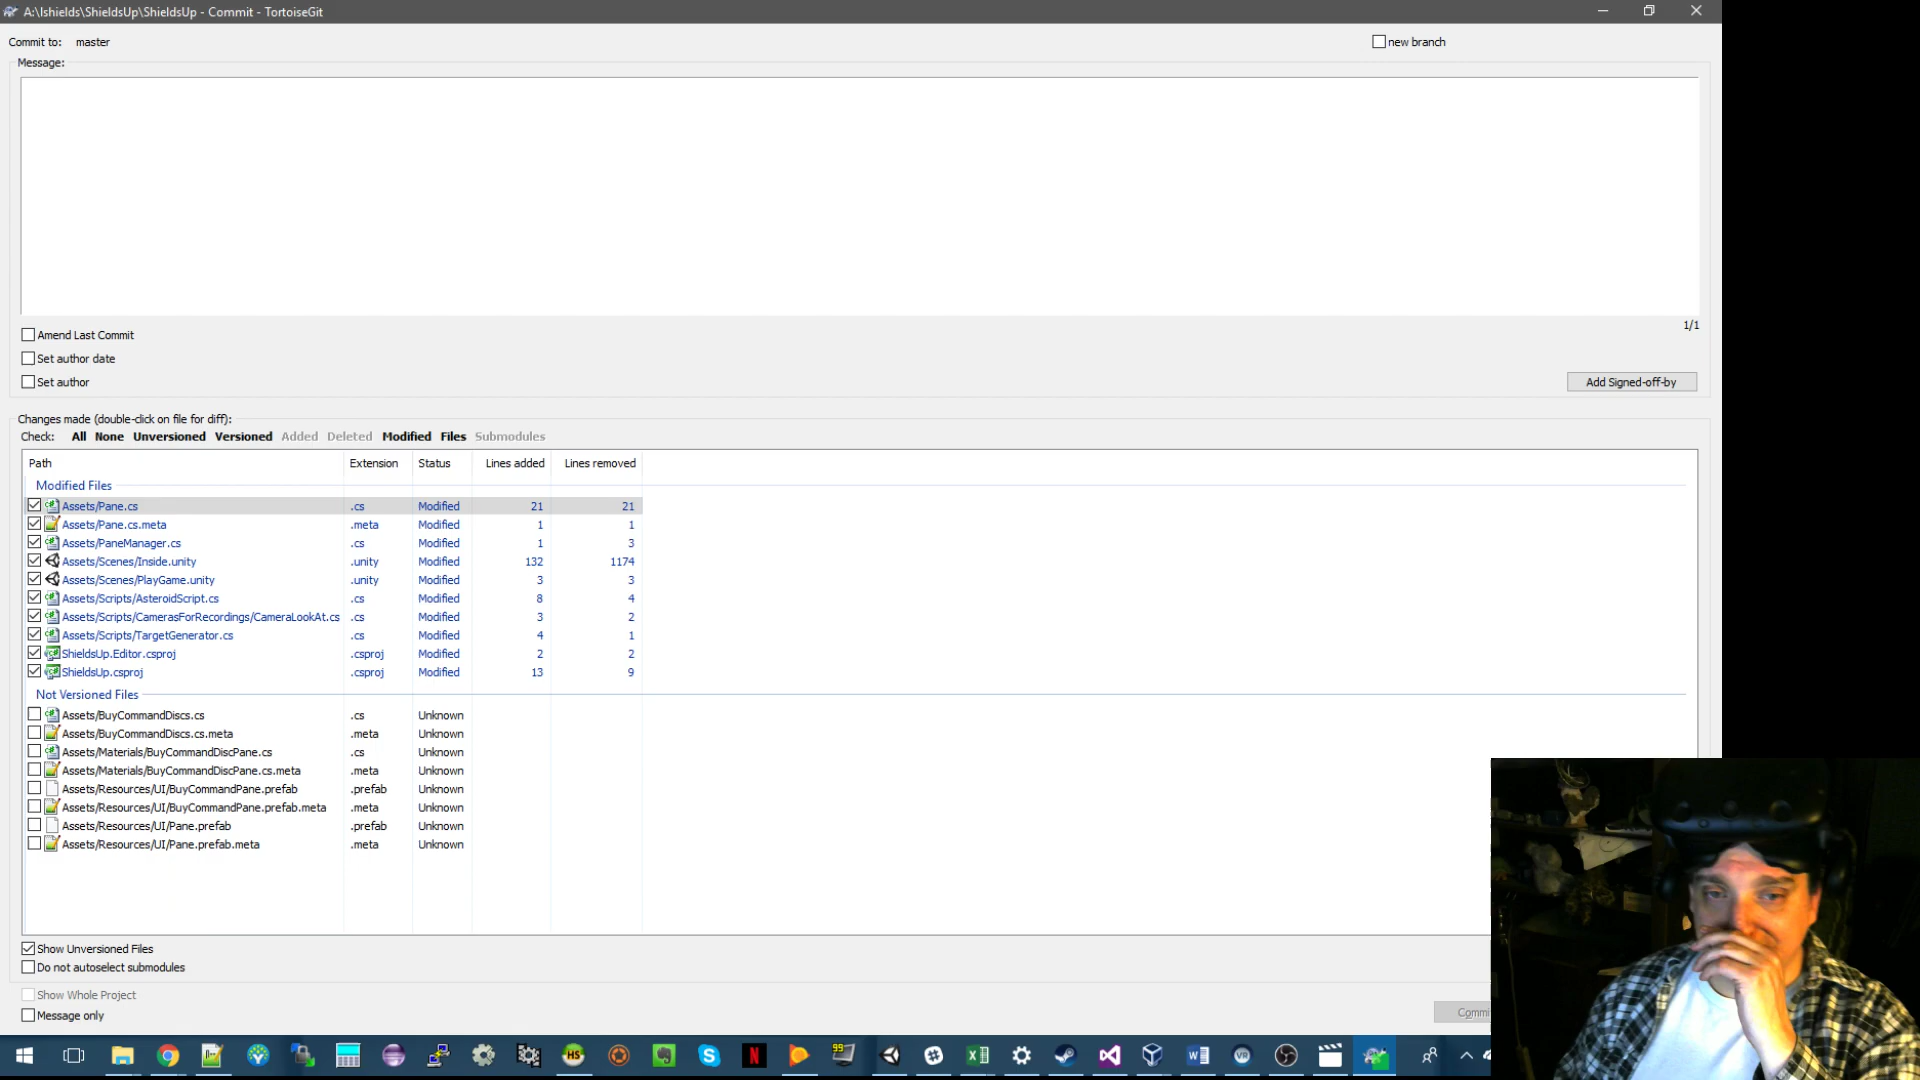 A:\Ishields\ShieldsUp\ShieldsUp - Commit - TortoiseGit
Commit to: master
new branch
Message:
1/1
Amend Last Commit
Set author date
Set author
Add Signed-off-by
Changes made (double-click on file for diff):
Check: All None Unversioned Versioned Added Deleted Modified Files Submodules
Path Extension Status Lines added Lines removed
Modified Files
Assets/Pane.cs .cs Modified 21 21
Assets/Pane.cs.meta .meta Modified 1 1
Assets/PaneManager.cs .cs Modified 1 3
Assets/Scenes/Inside.unity .unity Modified 132 1174
Assets/Scenes/PlayGame.unity .unity Modified 3 3
Assets/Scripts/AsteroidScript.cs .cs Modified 8 4
Assets/Scripts/CamerasForRecordings/CameraLookAt.cs .cs Modified 3 2
Assets/Scripts/TargetGenerator.cs .cs Modified 4 1
ShieldsUp.Editor.csproj .csproj Modified 2 2
ShieldsUp.csproj .csproj Modified 13 9
Not Versioned Files
Assets/BuyCommandDiscs.cs .cs Unknown
Assets/BuyCommandDiscs.cs.meta .meta Unknown
Assets/Materials/BuyCommandDiscPane.cs .cs Unknown
Assets/Materials/BuyCommandDiscPane.cs.meta .meta Unknown
Assets/Resources/UI/BuyCommandPane.prefab .prefab Unknown
Assets/Resources/UI/BuyCommandPane.prefab.meta .meta Unknown
Assets/Resources/UI/Pane.prefab .prefab Unknown
Assets/Resources/UI/Pane.prefab.meta .meta Unknown
Show Unversioned Files
Do not autoselect submodules
Show Whole Project
Message only
Commi
HS
N
99